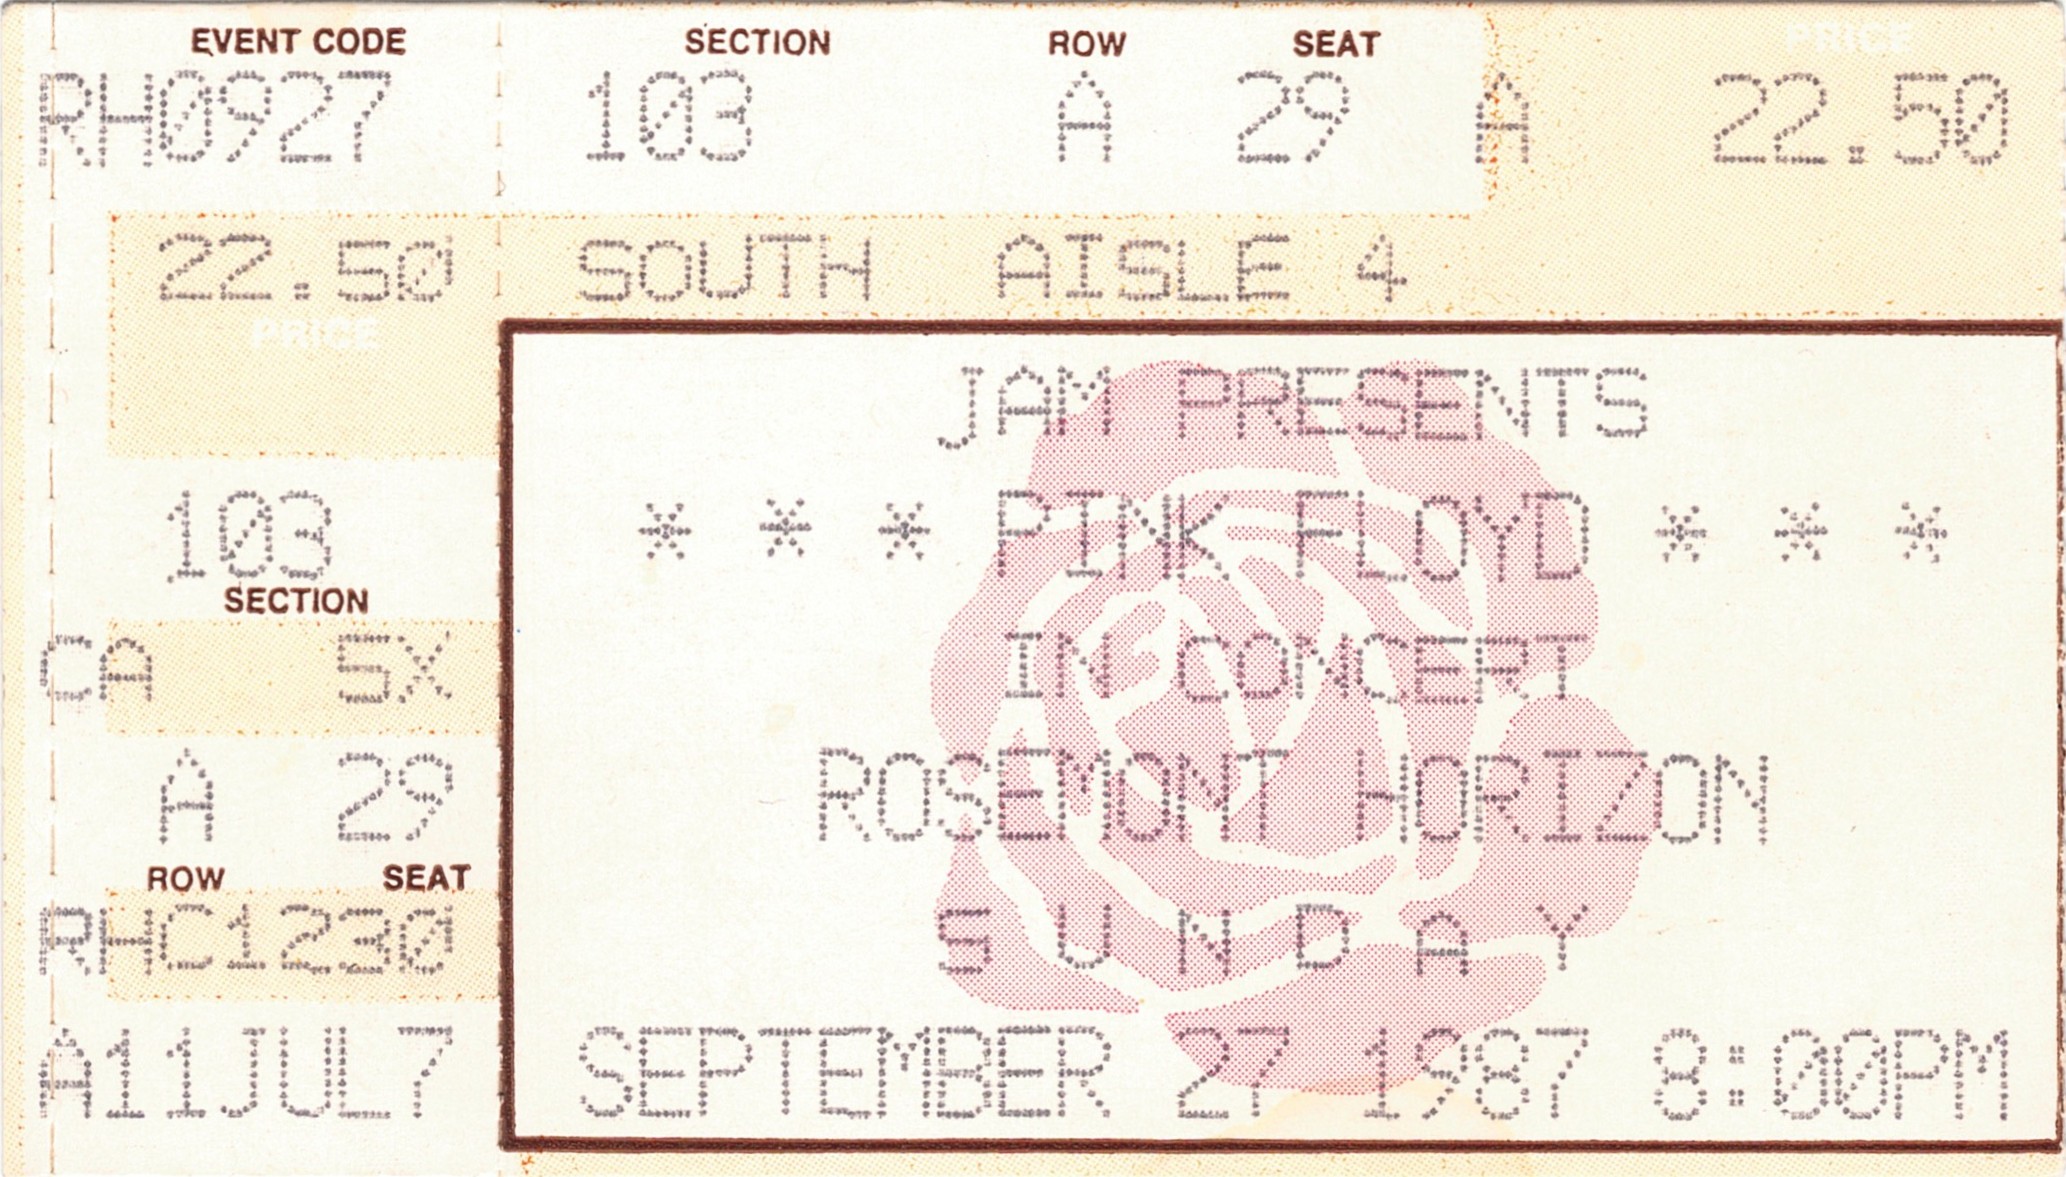 EVENT CODE SECTION ROW SEAT PRICE
RH0927 103 A 29 A 22.50
22.50 SOUTH AISLE 4
PRICE
JAM PRESENTS
103 * * * PINK FLOYD * * *
SECTION
CA 5X IN CONCERT
A 29 ROSEMONT HORIZON
ROW SEAT
RHC1230 S U N D A Y
A11JUL7 SEPTEMBER 27 1987 8:00PM